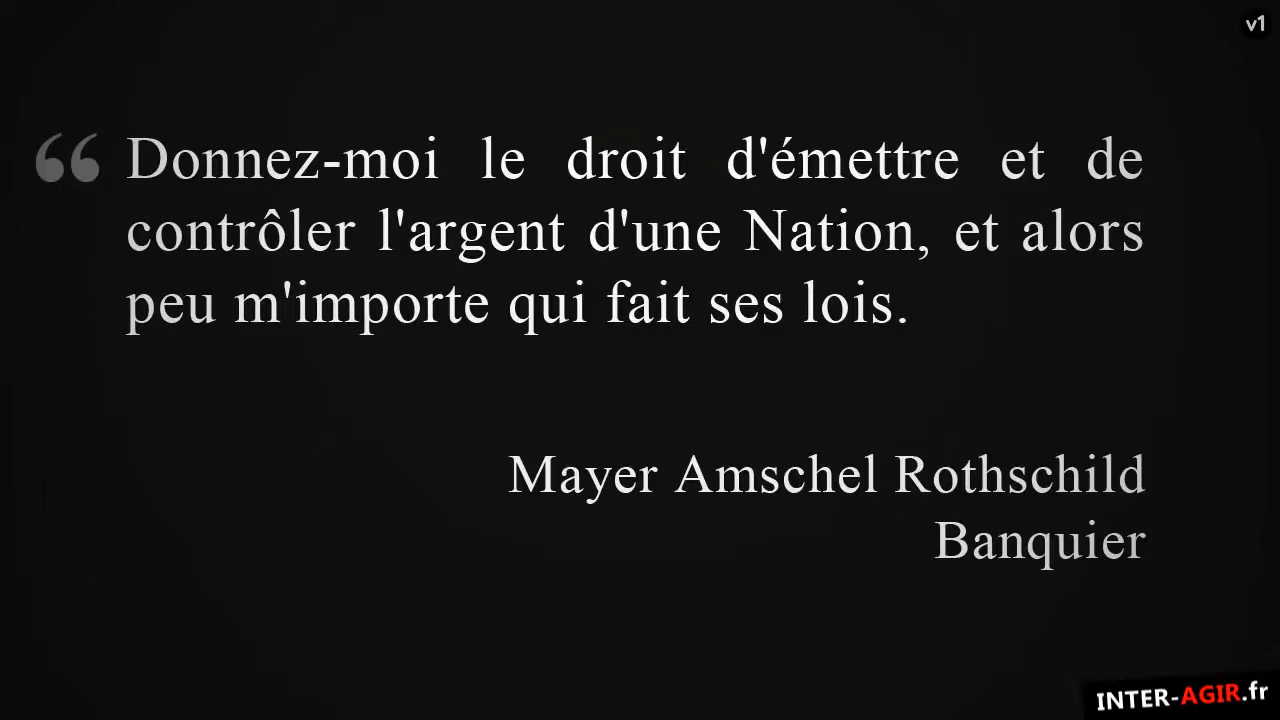 v1
“ Donnez-moi le droit d'émettre et de
contrôler l'argent d'une Nation, et alors
peu m'importe qui fait ses lois.
Mayer Amschel Rothschild
Banquier
INTER-AGIR.fr